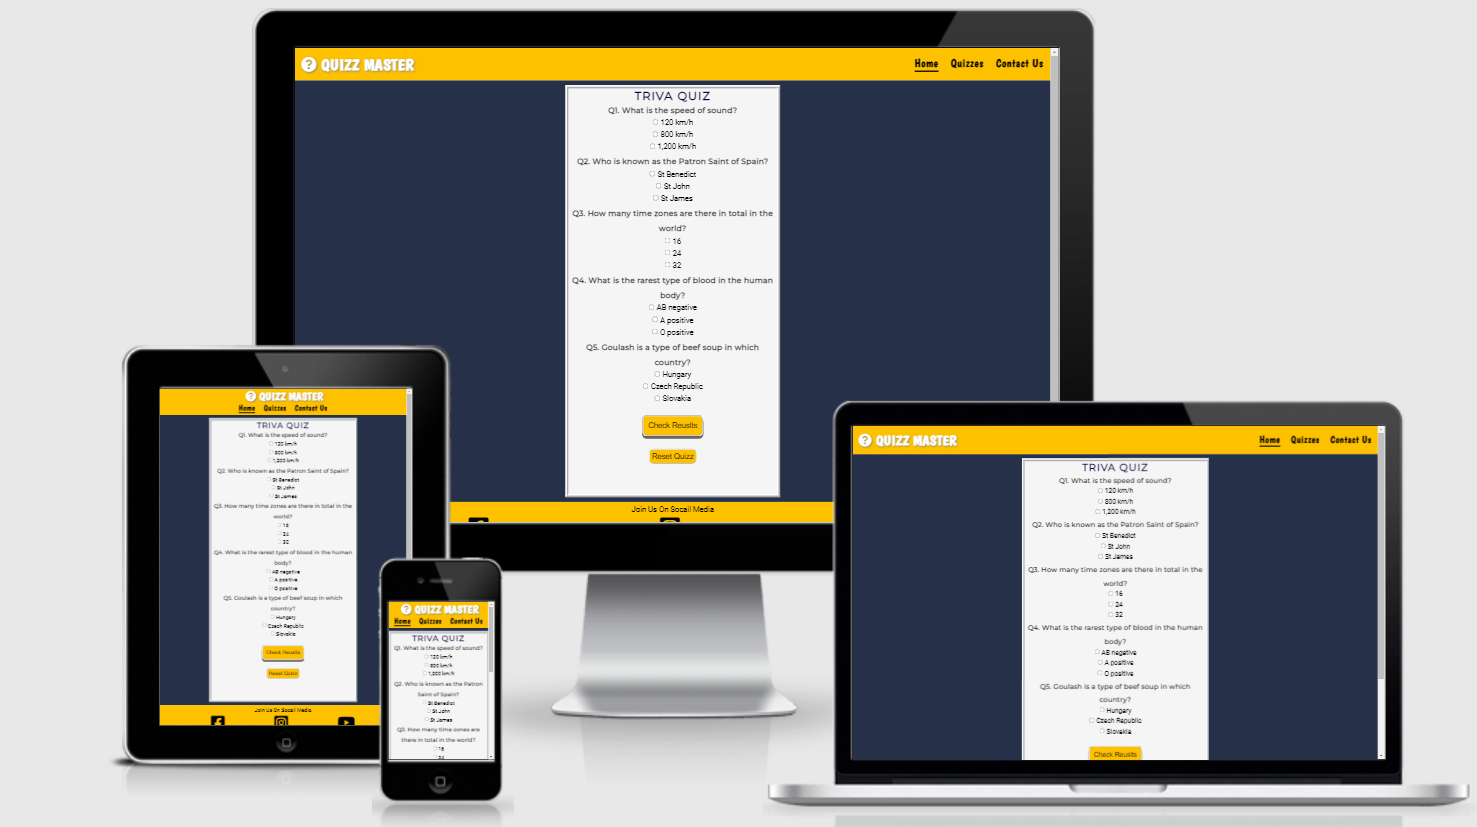 QUIZZ MASTER
Home Quizzes Contact Us
TRIVA QUIZ
Q1. What is the speed of sound?
120 km/h
800 km/h
1,200 km/h
Q2. Who is known as the Patron Saint of Spain?
St Benedict
St John
St James
Q3. How many time zones are there in total in the
world?
16
24
32
Q4. What is the rarest type of blood in the human
body?
AB negative
A positive
O positive
Q5. Goulash is a type of beef soup in which
country?
Hungary
Czech Republic
Slovakia
Check Reuslts
Reset Quizz
Join Us On Socail Media
QUIZZ MASTER
Home Quizzes Contact Us
TRIVA QUIZ
Q1. What is the speed of sound?
120 km/h
800 km/h
1,200 km/h
Q2. Who is known as the Patron Saint of Spain?
St Benedict
St John
St James
Q3. How many time zones are there in total in the
world?
16
24
32
Q4. What is the rarest type of blood in the human
body?
AB negative
A positive
O positive
Q5. Goulash is a type of beef soup in which
country?
Hungary
Czech Republic
Slovakia
Check Reuslts
Reset Quizz
Join Us On Socail Media
QUIZZ MASTER
Home Quizzes Contact Us
TRIVA QUIZ
Q1. What is the speed of sound?
120 km/h
800 km/h
1,200 km/h
Q2. Who is known as the Patron
Saint of Spain?
St Benedict
St John
St James
Q3. How many time zones are
there in total in the world?
16
24
QUIZZ MASTER
Home Quizzes Contact Us
TRIVA QUIZ
Q1. What is the speed of sound?
120 km/h
800 km/h
1,200 km/h
Q2. Who is known as the Patron Saint of Spain?
St Benedict
St John
St James
Q3. How many time zones are there in total in the
world?
16
24
32
Q4. What is the rarest type of blood in the human
body?
AB negative
A positive
O positive
Q5. Goulash is a type of beef soup in which
country?
Hungary
Czech Republic
Slovakia
Check Reuslts